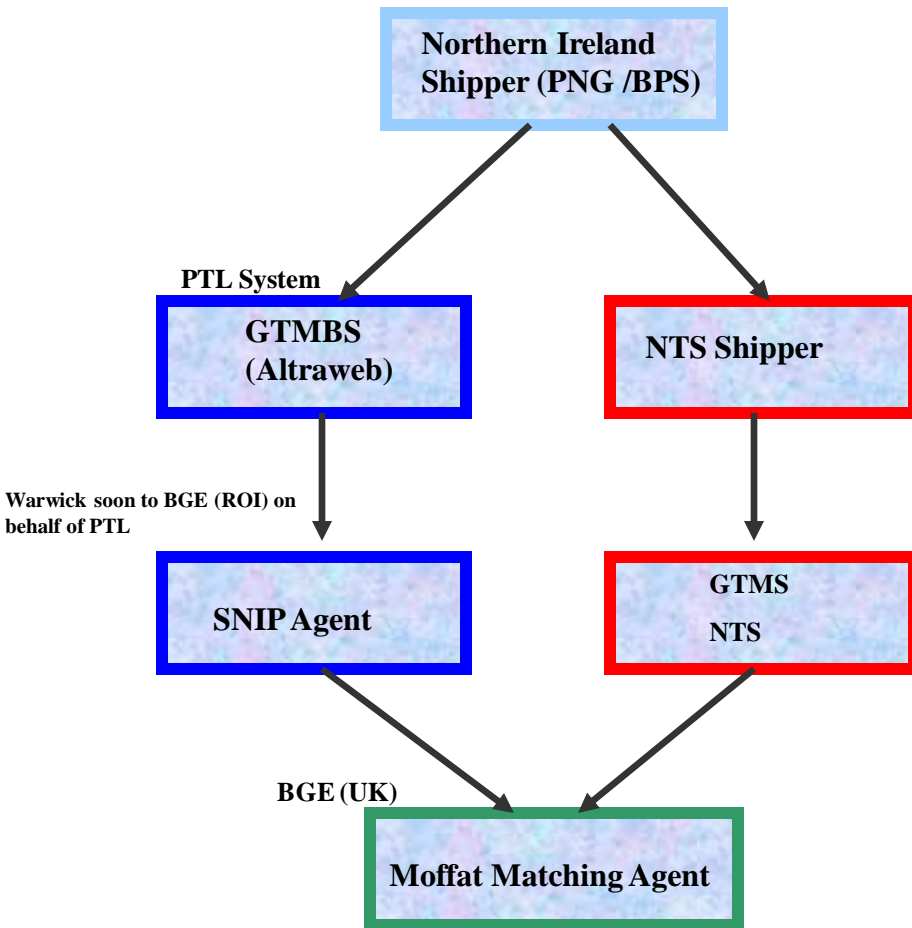 Northern Ireland
Shipper (PNG /BPS)
PTL System
GTMBS
(Altraweb)
NTS Shipper
Warwick soon to BGE (ROI) on
behalf of PTL
SNIP Agent
GTMS
NTS
BGE (UK)
Moffat Matching Agent